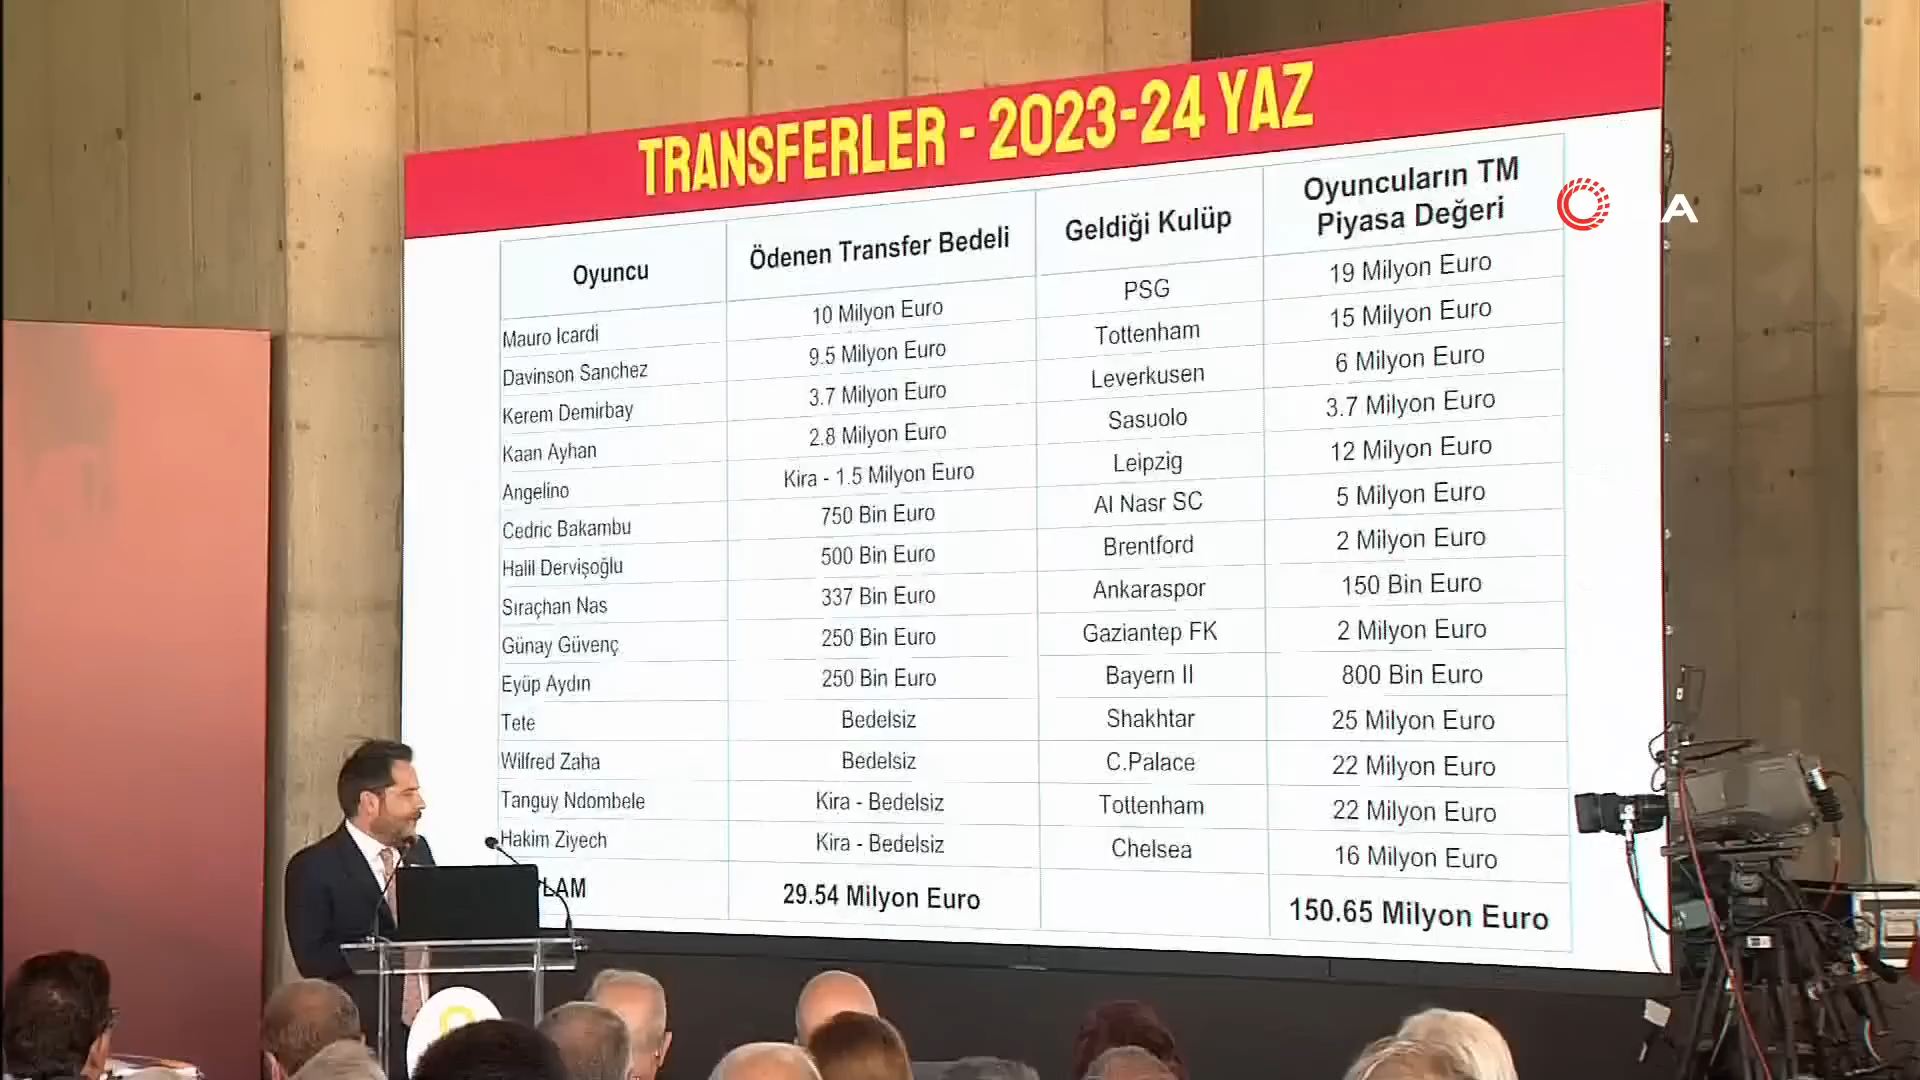 TRANSFERLER - 2023-24 YAZ
Oyuncu Ödenen Transfer Bedeli Geldiği Kulüp Oyuncuların TM Piyasa Değeri
Mauro Icardi 10 Milyon Euro PSG 19 Milyon Euro
Davinson Sanchez 9.5 Milyon Euro Tottenham 15 Milyon Euro
Kerem Demirbay 3.7 Milyon Euro Leverkusen 6 Milyon Euro
Kaan Ayhan 2.8 Milyon Euro Sasuolo 3.7 Milyon Euro
Angelino Kira - 1.5 Milyon Euro Leipzig 12 Milyon Euro
Cedric Bakambu 750 Bin Euro Al Nasr SC 5 Milyon Euro
Halil Dervişoğlu 500 Bin Euro Brentford 2 Milyon Euro
Sıraçhan Nas 337 Bin Euro Ankaraspor 150 Bin Euro
Günay Güvenç 250 Bin Euro Gaziantep FK 2 Milyon Euro
Eyüp Aydın 250 Bin Euro Bayern II 800 Bin Euro
Tete Bedelsiz Shakhtar 25 Milyon Euro
Wilfred Zaha Bedelsiz C.Palace 22 Milyon Euro
Tanguy Ndombele Kira - Bedelsiz Tottenham 22 Milyon Euro
Hakim Ziyech Kira - Bedelsiz Chelsea 16 Milyon Euro
LAM 29.54 Milyon Euro 150.65 Milyon Euro